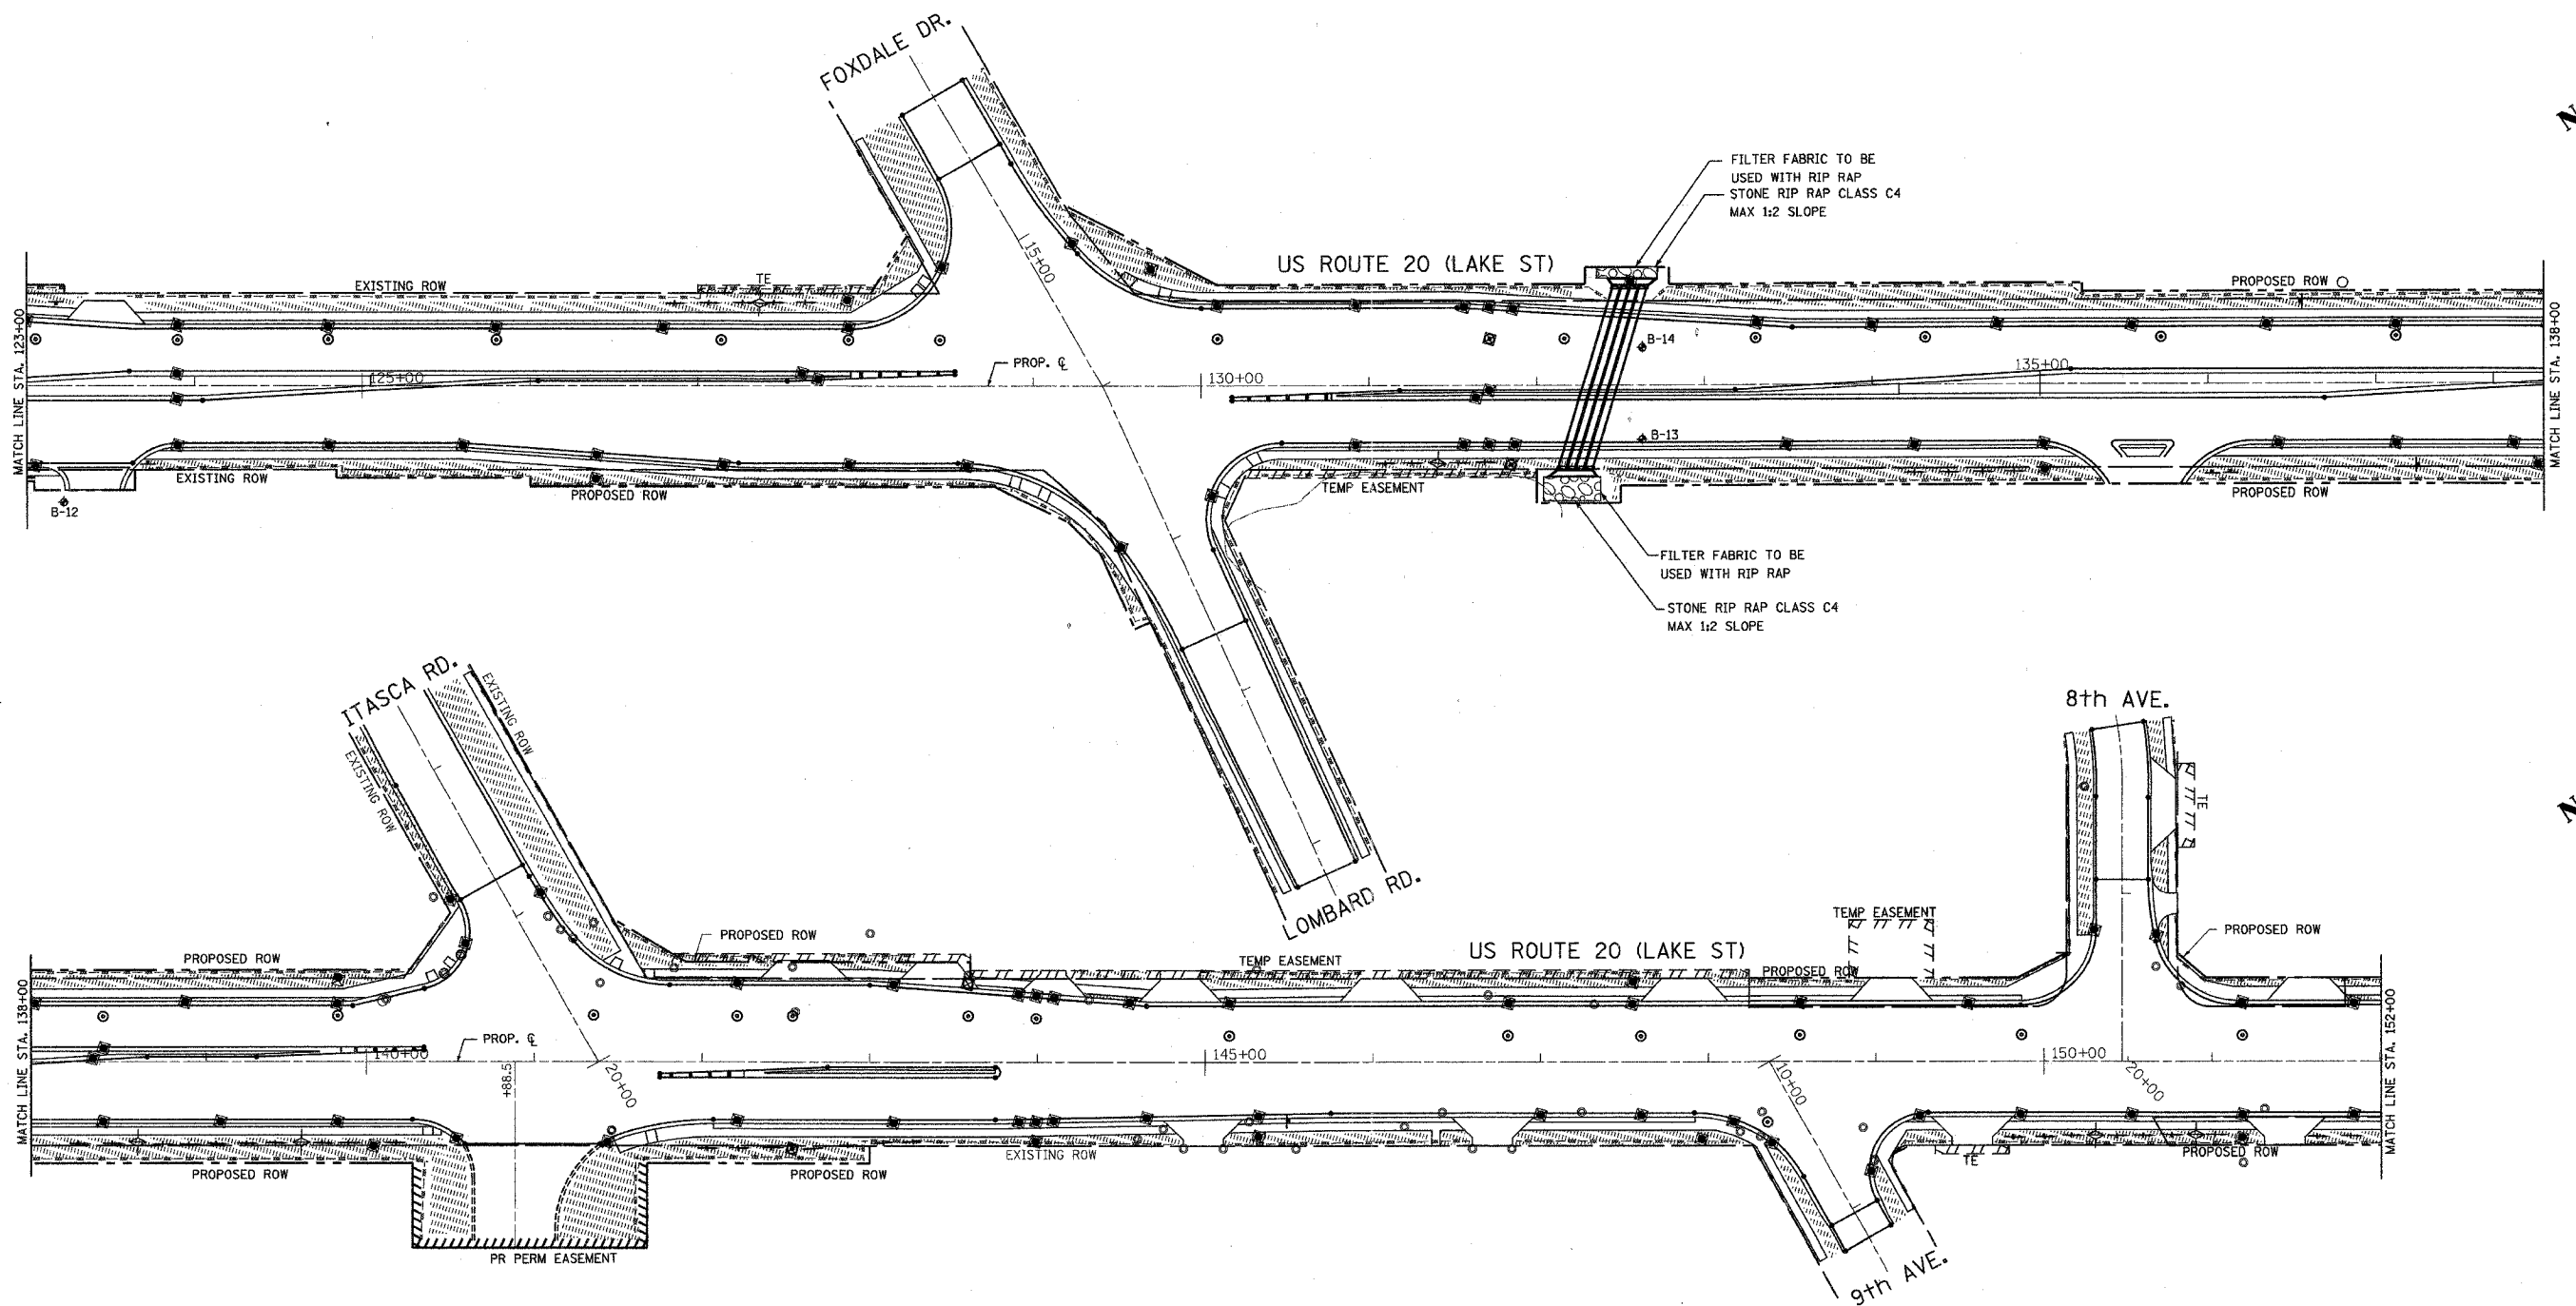 FOXDALE DR.
N
FILTER FABRIC TO BE
USED WITH RIP RAP
STONE RIP RAP CLASS C4
MAX 1:2 SLOPE
15+00
US ROUTE 20 (LAKE ST)
TE
EXISTING ROW
PROPOSED ROW
MATCH LINE STA. 123+00
MATCH LINE STA. 138+00
B-14
PROP. ℄
125+00
130+00
135+00
B-13
EXISTING ROW
PROPOSED ROW
TEMP EASEMENT
PROPOSED ROW
B-12
FILTER FABRIC TO BE
USED WITH RIP RAP
STONE RIP RAP CLASS C4
MAX 1:2 SLOPE
LOMBARD RD.
ITASCA RD.
EXISTING ROW
EXISTING ROW
8th AVE.
N
TE
TEMP EASEMENT
PROPOSED ROW
PROPOSED ROW
US ROUTE 20 (LAKE ST)
PROPOSED ROW
TEMP EASEMENT
PROPOSED ROW
MATCH LINE STA. 138+00
MATCH LINE STA. 152+00
PROP. ℄
140+00
145+00
150+00
+88.5
20+00
10+00
20+00
PROPOSED ROW
PROPOSED ROW
EXISTING ROW
TE
PROPOSED ROW
PR PERM EASEMENT
9th AVE.